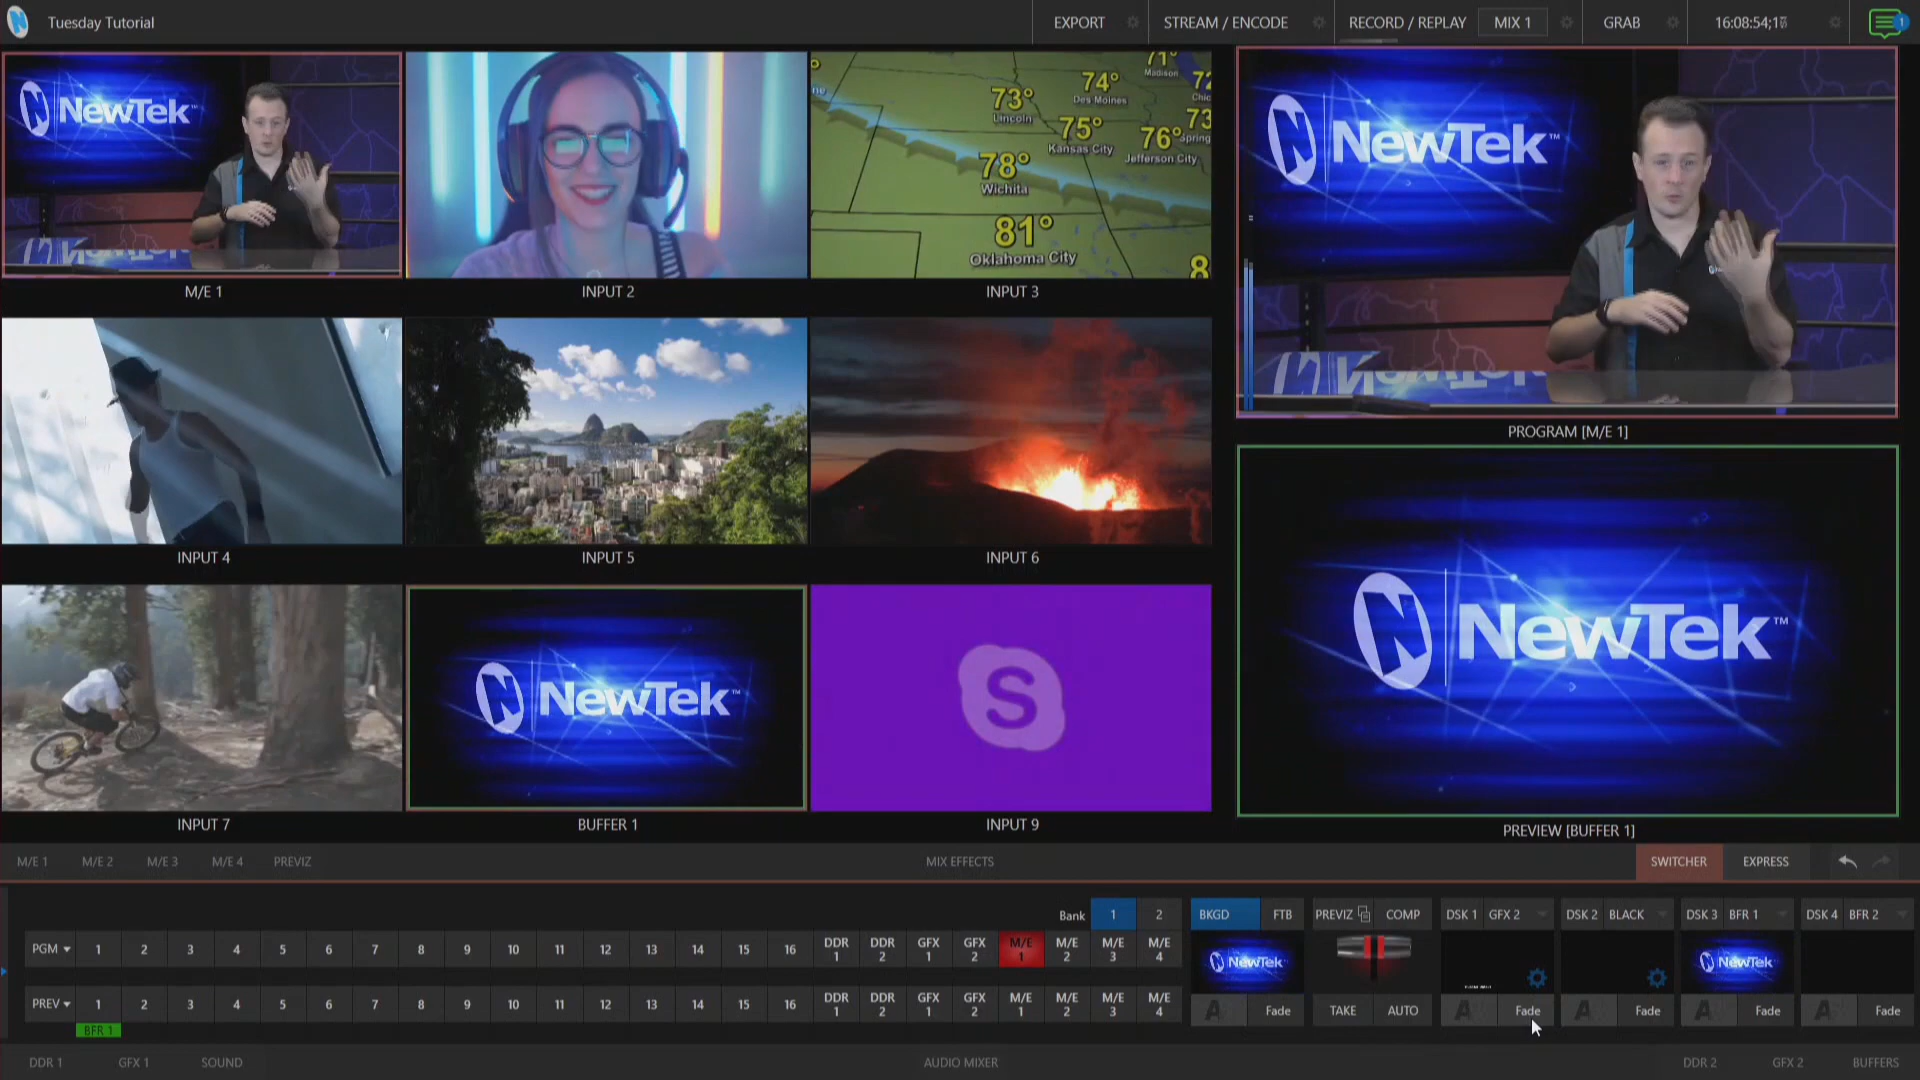 Tuesday Tutorial
EXPORT
STREAM / ENCODE
RECORD / REPLAY
MIX 1
GRAB
1
NewTek™
71°
Madison
74°
Des Moines
73°
Lincoln
75°
Kansas City
76°
Jefferson City
78°
Wichita
81°
Oklahoma City
NewTek™
M/E 1
INPUT 2
INPUT 3
PROGRAM [M/E 1]
INPUT 4
INPUT 5
INPUT 6
NewTek™
S
NewTek™
INPUT 7
BUFFER 1
INPUT 9
PREVIEW [BUFFER 1]
M/E 1
M/E 2
M/E 3
M/E 4
PREVIZ
MIX EFFECTS
SWITCHER
EXPRESS
Bank
1
2
BKGD
FTB
PREVIZ
COMP
DSK 1
GFX 2
DSK 2
BLACK
DSK 3
BFR 1
DSK 4
BFR 2
PGM 1 2 3 4 5 6 7 8 9 10 11 12 13 14 15 16 DDR 1 DDR 2 GFX 1 GFX 2 M/E 1 M/E 2 M/E 3 M/E 4
NewTek
NewTek
PREV 1 2 3 4 5 6 7 8 9 10 11 12 13 14 15 16 DDR 1 DDR 2 GFX 1 GFX 2 M/E 1 M/E 2 M/E 3 M/E 4
Fade
TAKE
AUTO
Fade
Fade
Fade
Fade
BFR 1
DDR 1
GFX 1
SOUND
AUDIO MIXER
DDR 2
GFX 2
BUFFERS